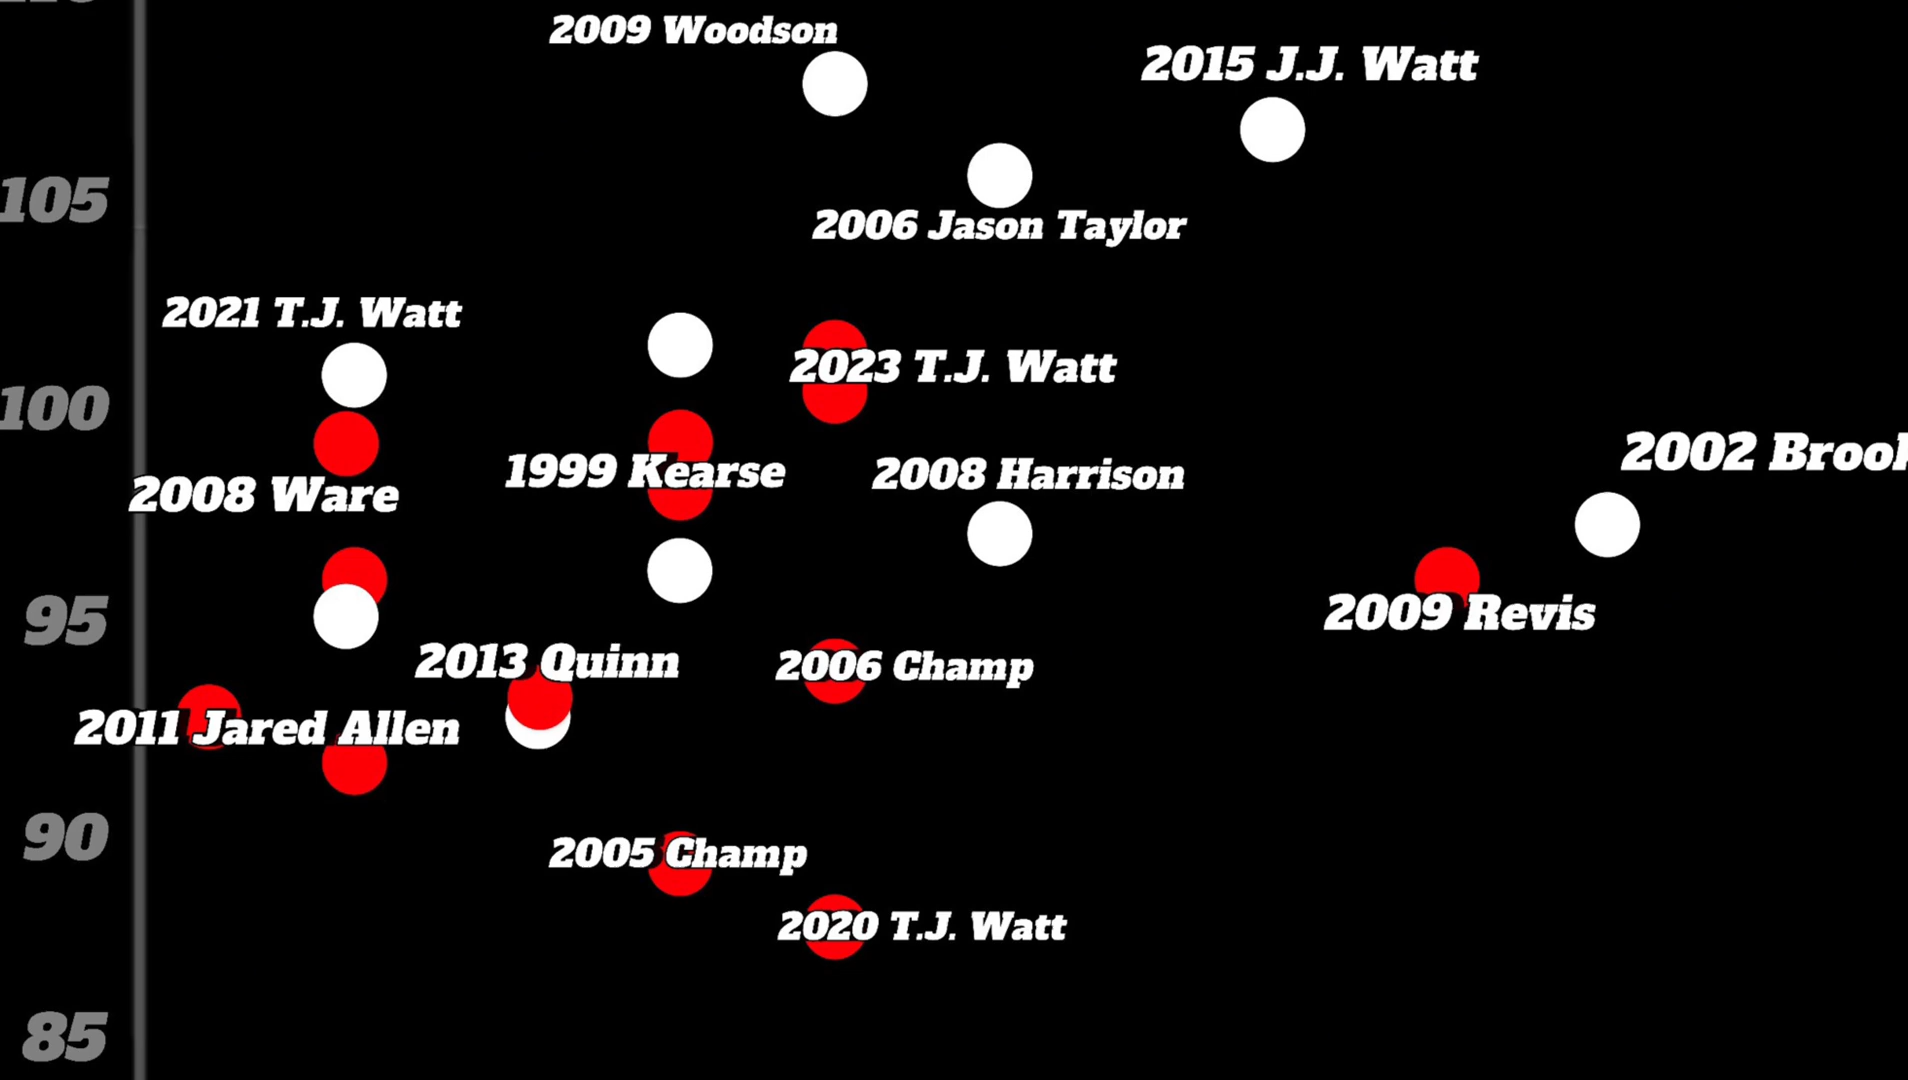 2009 Woodson
2015 J.J. Watt
105
2006 Jason Taylor
2021 T.J. Watt
2023 T.J. Watt
100
2002
1999 Kearse
2008 Harrison
2008 Ware
95
2009 Revis
2013 Quinn
2006 Champ
2011 Jared Allen
90
2005 Champ
2020 T.J. Watt
85